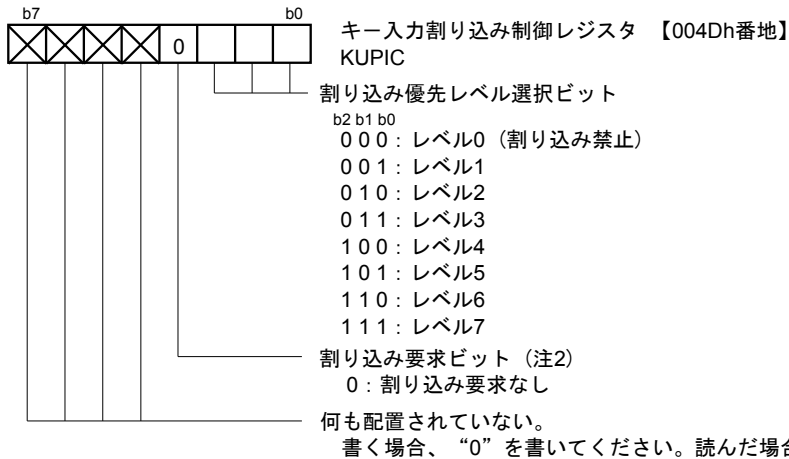 b7 b0
キー入力割り込み制御レジスタ 【004Dh番地】
0
KUPIC
割り込み優先レベル選択ビット
b2 b1 b0
0 0 0 : レベル0 (割り込み禁止)
0 0 1 : レベル1
0 1 0 : レベル2
0 1 1 : レベル3
1 0 0 : レベル4
1 0 1 : レベル5
1 1 0 : レベル6
1 1 1 : レベル7
割り込み要求ビット (注2)
0 : 割り込み要求なし
何も配置されていない。
書く場合、“0”を書いてください。読んだ場合